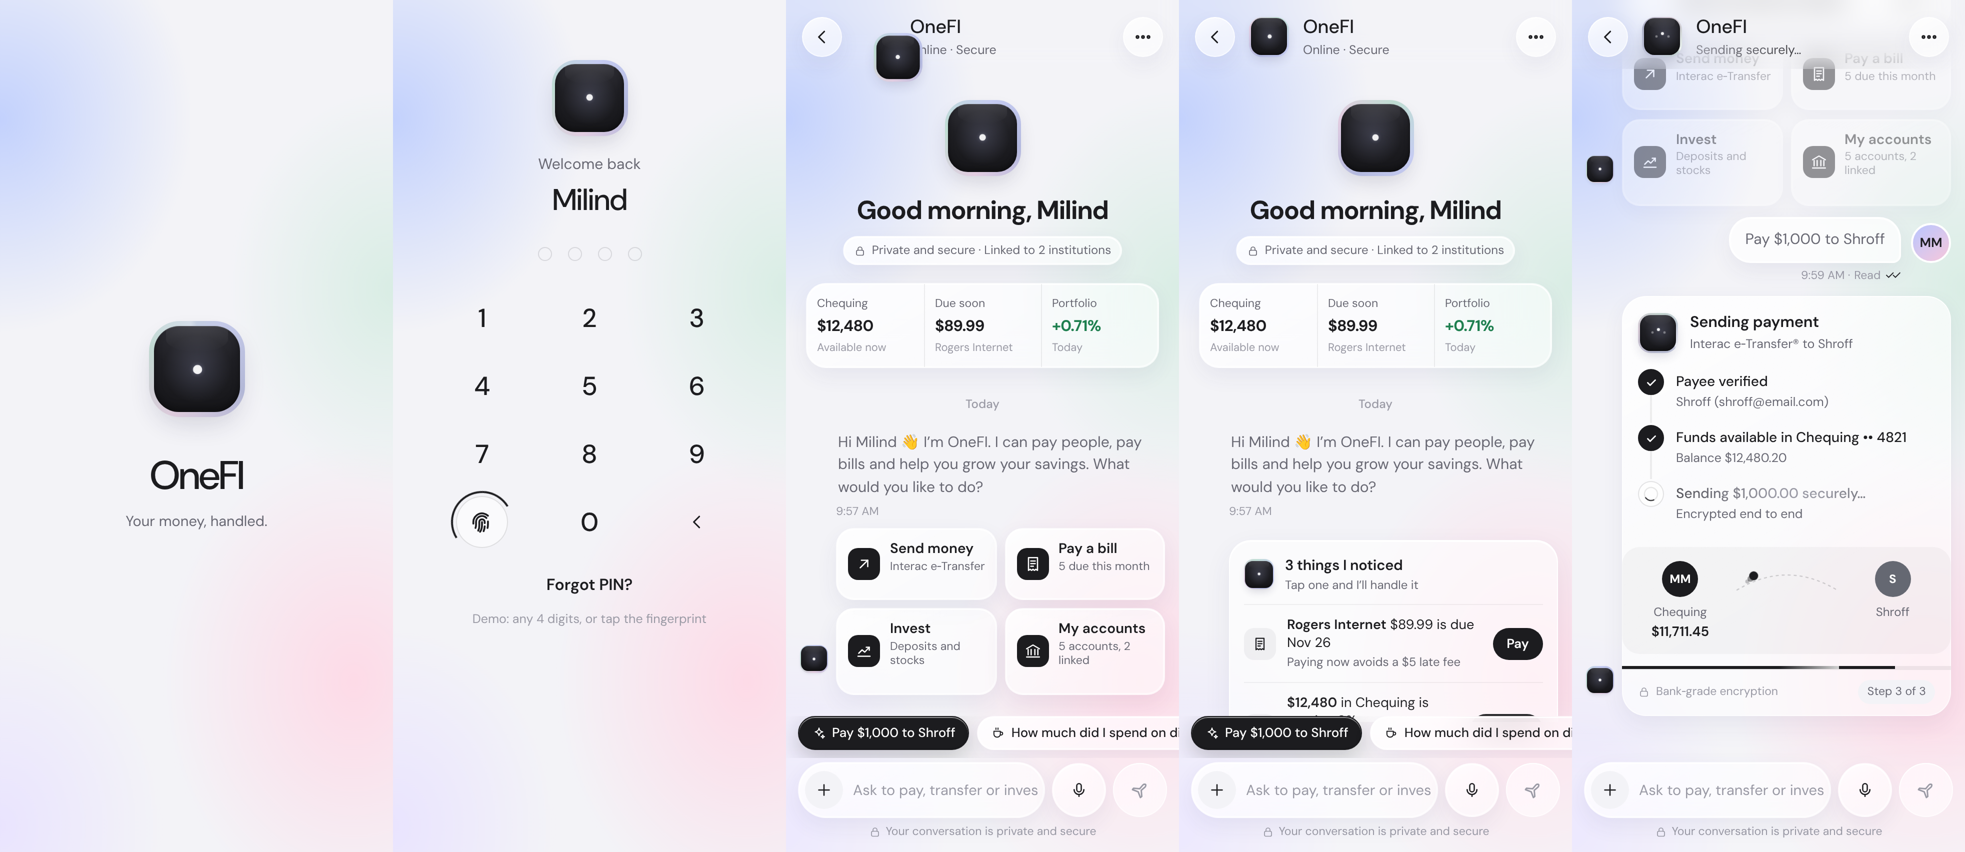 OneFI
Your money, handled.
Welcome back
Milind
1 2 3
4 5 6
7 8 9
0
Forgot PIN?
Demo: any 4 digits, or tap the fingerprint
OneFI
nline · Secure
Good morning, Milind
Private and secure · Linked to 2 institutions
Chequing
$12,480
Available now
Due soon
$89.99
Rogers Internet
Portfolio
+0.71%
Today
Today
Hi Milind 👋 I'm OneFI. I can pay people, pay
bills and help you grow your savings. What
would you like to do?
9:57 AM
Send money
Interac e-Transfer
Pay a bill
5 due this month
Invest
Deposits and
stocks
My accounts
5 accounts, 2
linked
Pay $1,000 to Shroff
How much did I spend on di
Ask to pay, transfer or inves
Your conversation is private and secure
OneFI
Online · Secure
Good morning, Milind
Private and secure · Linked to 2 institutions
Chequing
$12,480
Available now
Due soon
$89.99
Rogers Internet
Portfolio
+0.71%
Today
Today
Hi Milind 👋 I'm OneFI. I can pay people, pay
bills and help you grow your savings. What
would you like to do?
9:57 AM
3 things I noticed
Tap one and I'll handle it
Rogers Internet $89.99 is due
Nov 26
Paying now avoids a $5 late fee
Pay
$12,480 in Chequing is
Pay $1,000 to Shroff
How much did I spend on di
Ask to pay, transfer or inves
Your conversation is private and secure
OneFI
Sending securely...
Send money
Interac e-Transfer
Pay a bill
5 due this month
Invest
Deposits and
stocks
My accounts
5 accounts, 2
linked
Pay $1,000 to Shroff
MM
9:59 AM · Read
Sending payment
Interac e-Transfer® to Shroff
Payee verified
Shroff (shroff@email.com)
Funds available in Chequing •• 4821
Balance $12,480.20
Sending $1,000.00 securely...
Encrypted end to end
MM
Chequing
$11,711.45
S
Shroff
Bank-grade encryption
Step 3 of 3
Ask to pay, transfer or inves
Your conversation is private and secure